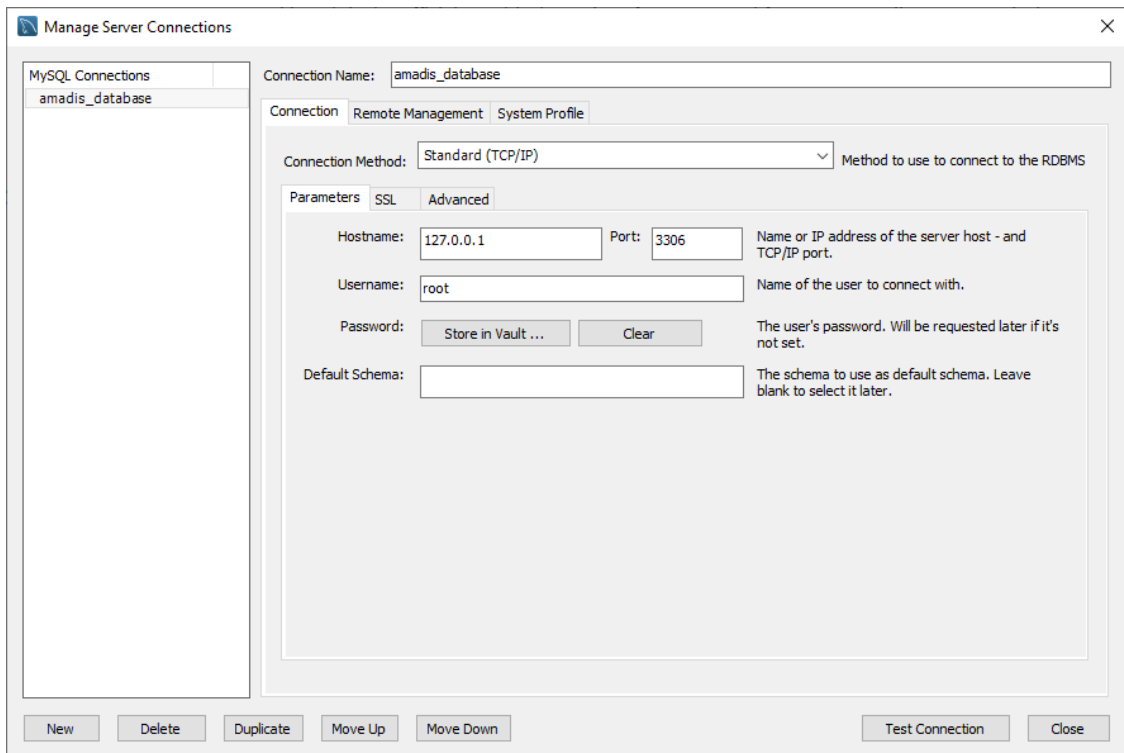 Manage Server Connections
MySQL Connections
amadis_database
Connection Name: amadis_database
Connection Remote Management System Profile
Connection Method: Standard (TCP/IP) Method to use to connect to the RDBMS
Parameters SSL Advanced
Hostname: 127.0.0.1 Port: 3306 Name or IP address of the server host - and
TCP/IP port.
Username: root Name of the user to connect with.
Password: Store in Vault ... Clear The user's password. Will be requested later if it's
not set.
Default Schema: The schema to use as default schema. Leave
blank to select it later.
New Delete Duplicate Move Up Move Down Test Connection Close